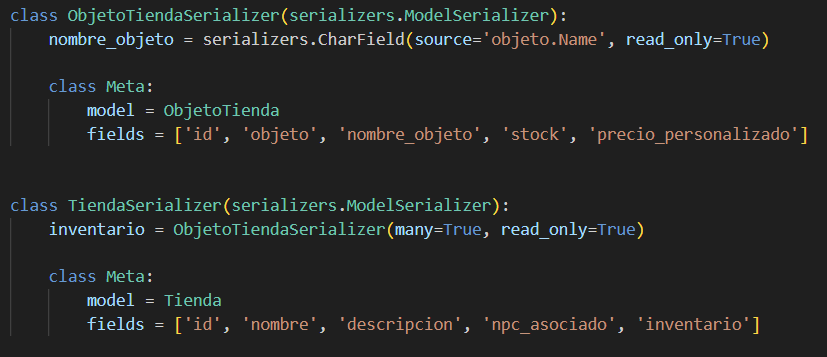 class ObjetoTiendaSerializer(serializers.ModelSerializer):
    nombre_objeto = serializers.CharField(source='objeto.Name', read_only=True)

    class Meta:
        model = ObjetoTienda
        fields = ['id', 'objeto', 'nombre_objeto', 'stock', 'precio_personalizado']


class TiendaSerializer(serializers.ModelSerializer):
    inventario = ObjetoTiendaSerializer(many=True, read_only=True)

    class Meta:
        model = Tienda
        fields = ['id', 'nombre', 'descripcion', 'npc_asociado', 'inventario']